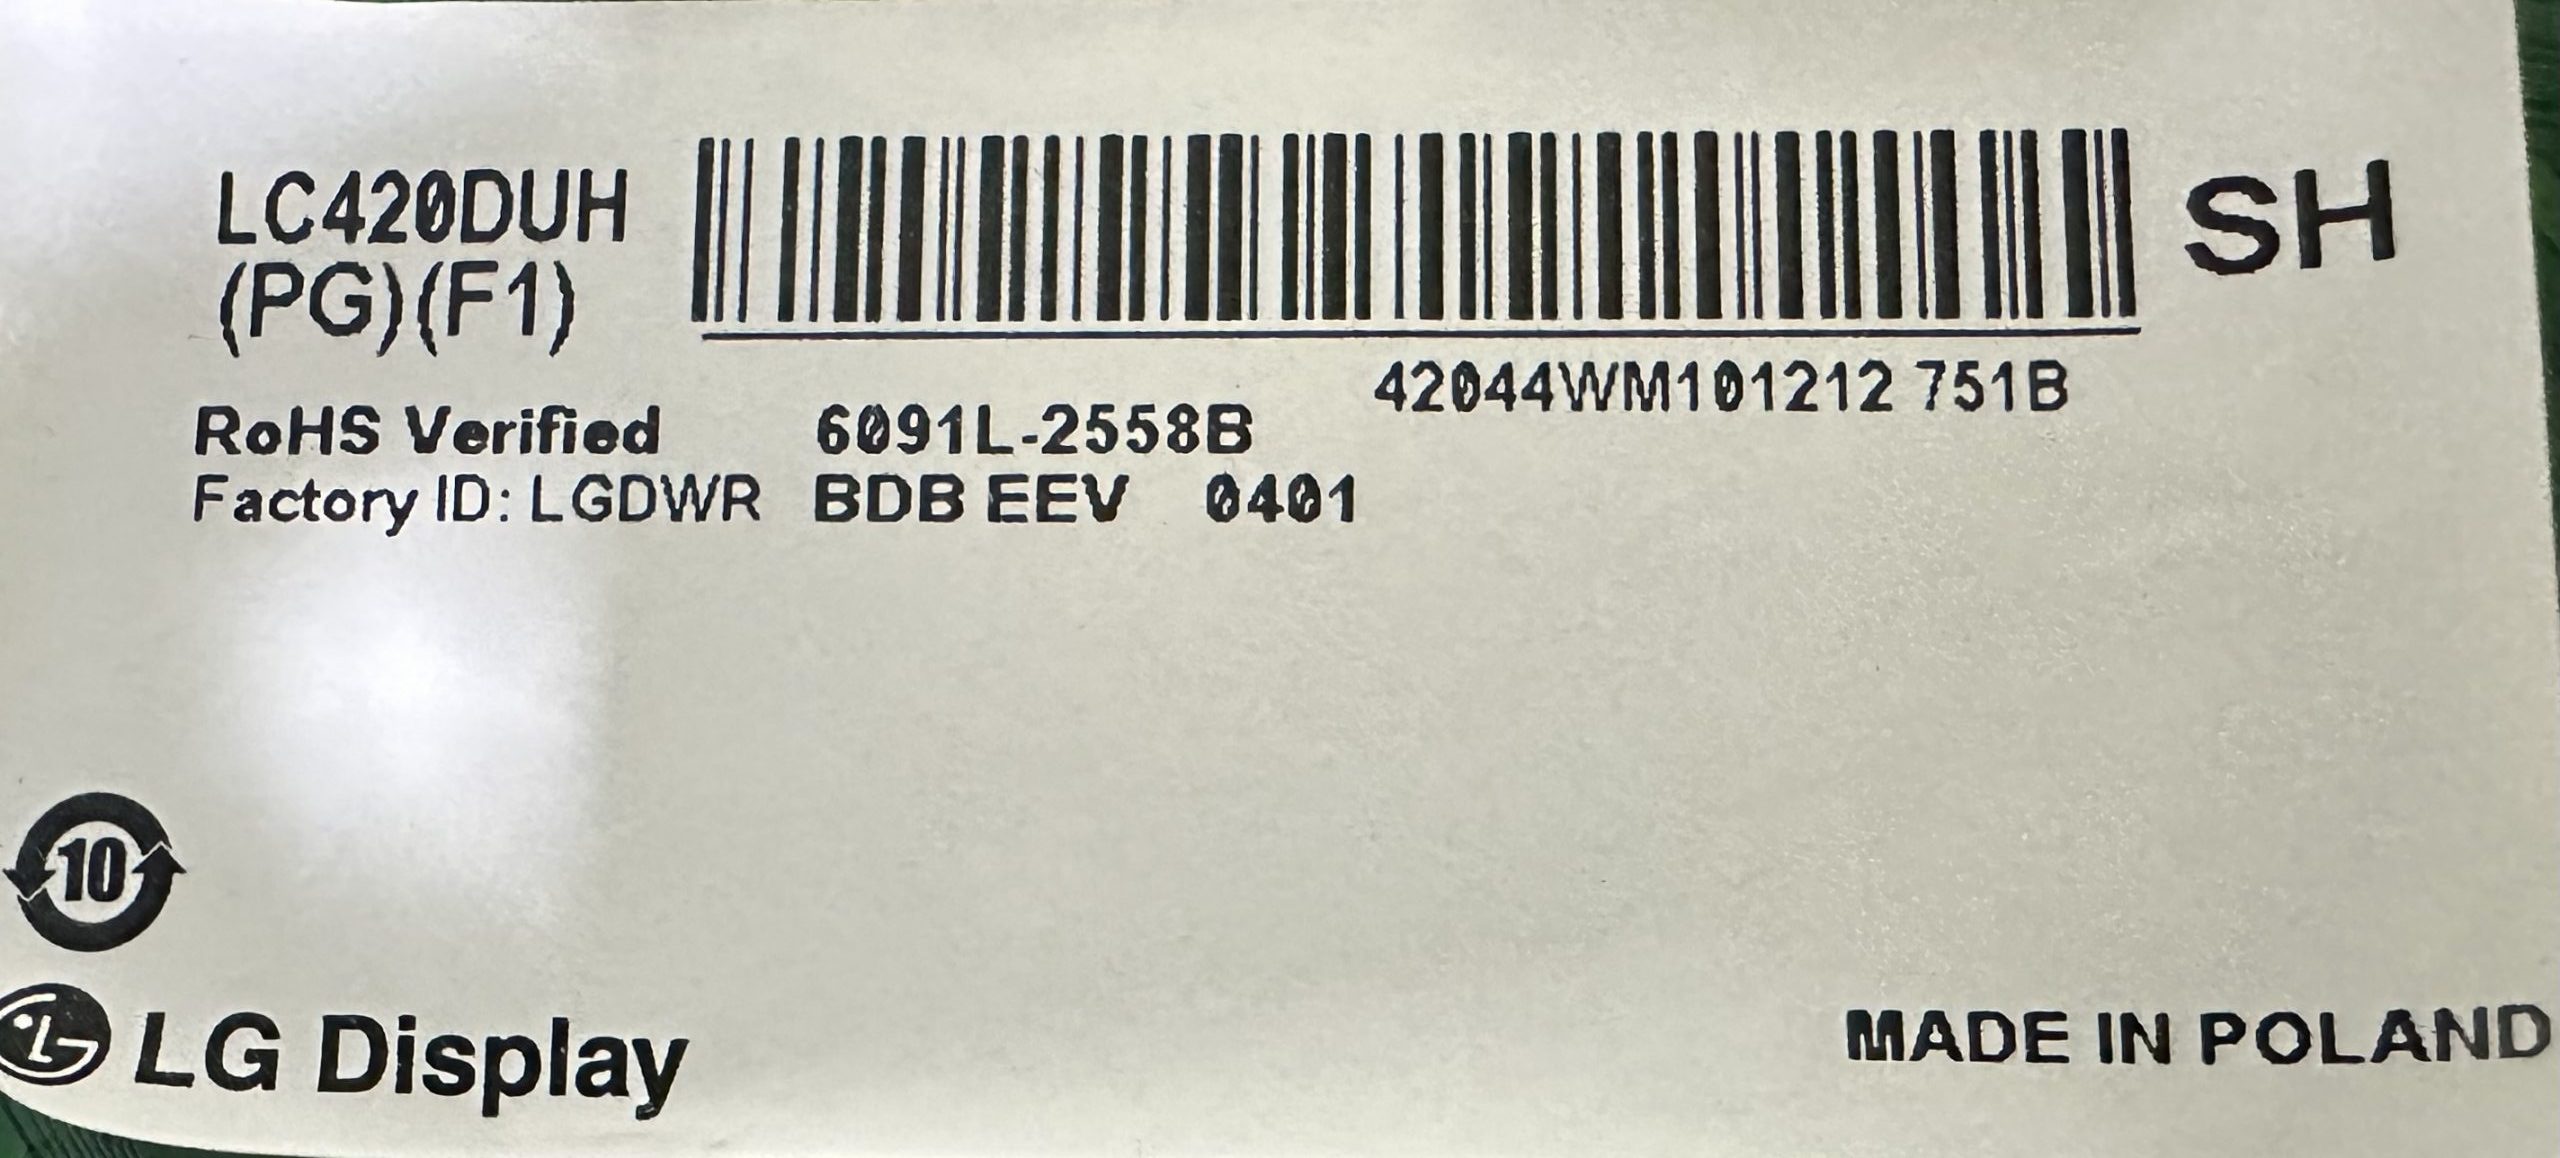 LC420DUH
(PG)(F1)
SH
42044WM101212 751B
RoHS Verified 6091L-2558B
Factory ID: LGDWR BDB EEV 0401
10
LG Display
MADE IN POLAND